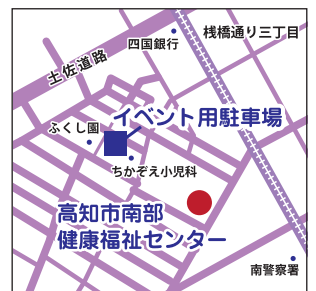 桟橋通り三丁目
四国銀行
土佐道路
イベント用駐車場
ふくし園
ちかぞえ小児科
高知市南部
健康福祉センター
南警察署